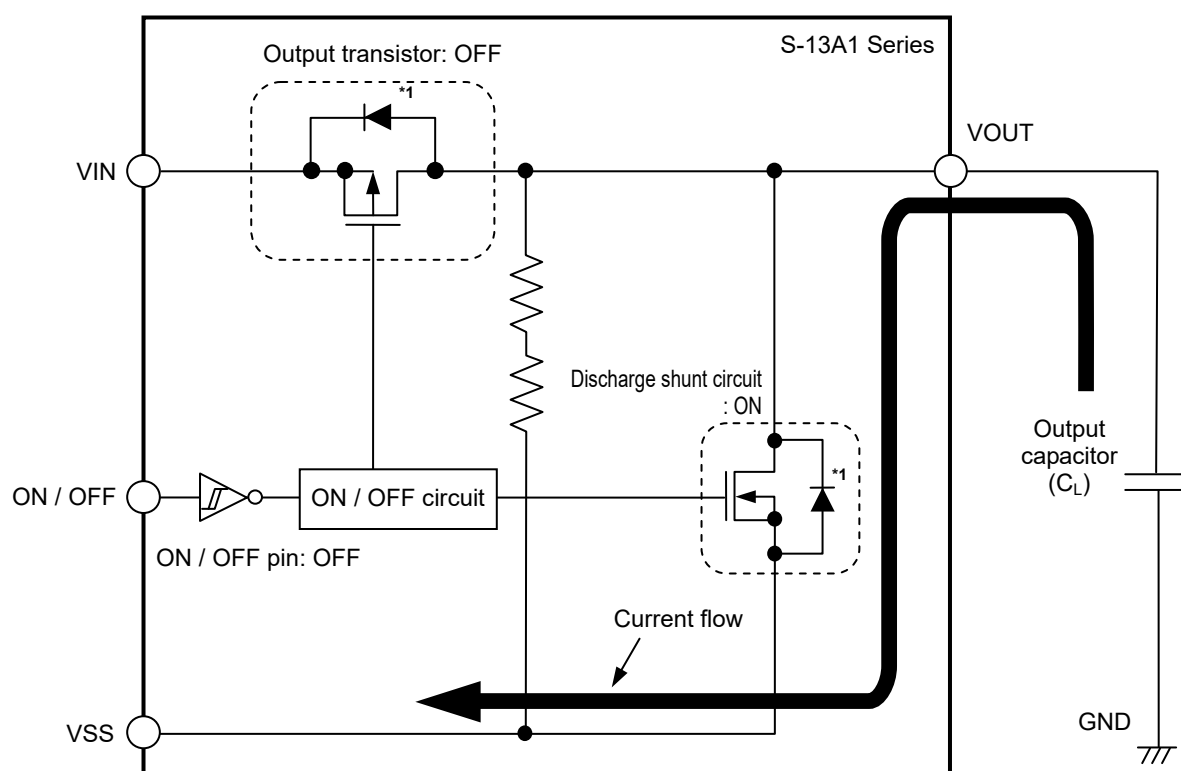 S-13A1 Series
Output transistor: OFF
*1
VOUT
VIN
Discharge shunt circuit
: ON
*1
Output
capacitor
(CL)
ON / OFF
ON / OFF circuit
ON / OFF pin: OFF
Current flow
GND
VSS